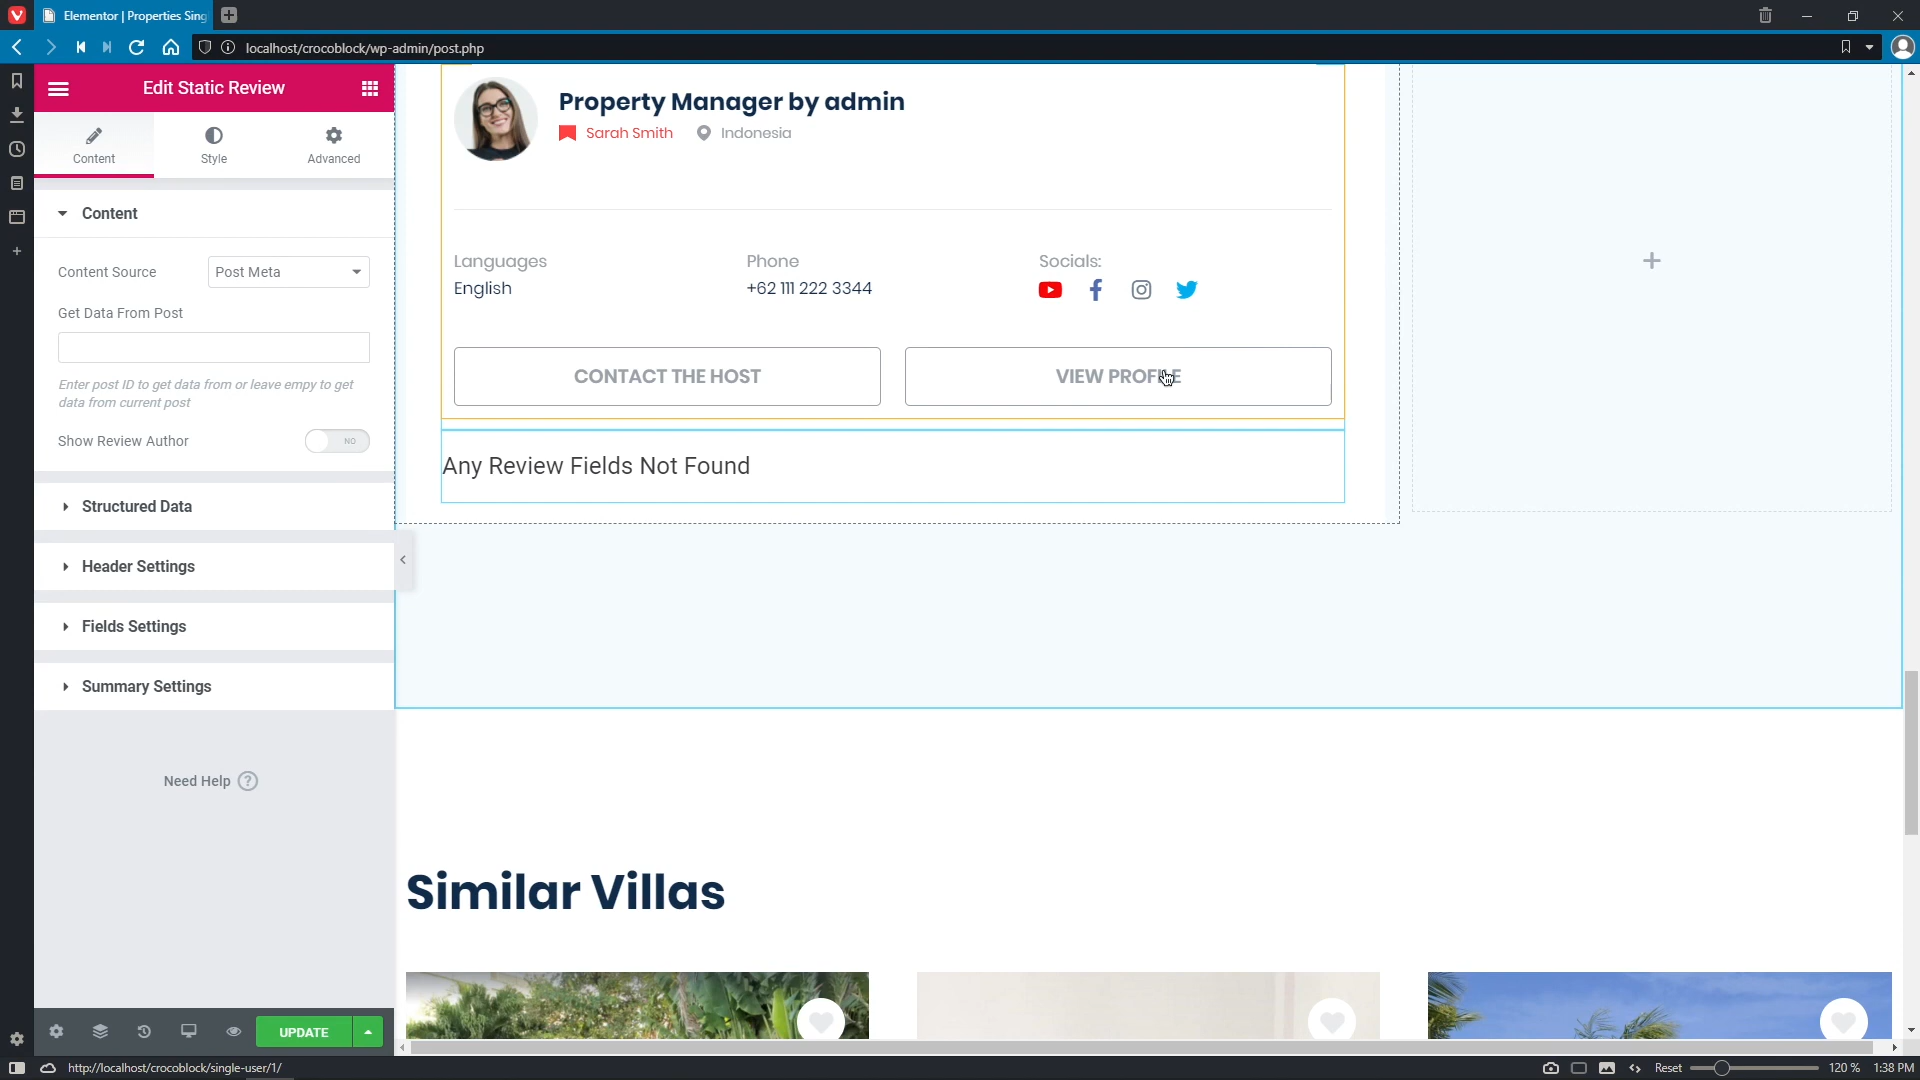 Elementor | Properties Sing
localhost/crocoblock/wp-admin/post.php
Edit Static Review
Content
Style
Advanced
Content
Content Source
Post Meta
Get Data From Post
Enter post ID to get data from or leave empy to get
data from current post
Show Review Author
NO
Structured Data
Header Settings
Fields Settings
Summary Settings
Need Help ?
UPDATE
Property Manager by admin
Sarah Smith
Indonesia
Languages
English
Phone
+62 111 222 3344
Socials:
CONTACT THE HOST
VIEW PROFILE
Any Review Fields Not Found
Similar Villas
http://localhost/crocoblock/single-user/1/
Reset
120 %
1:38 PM